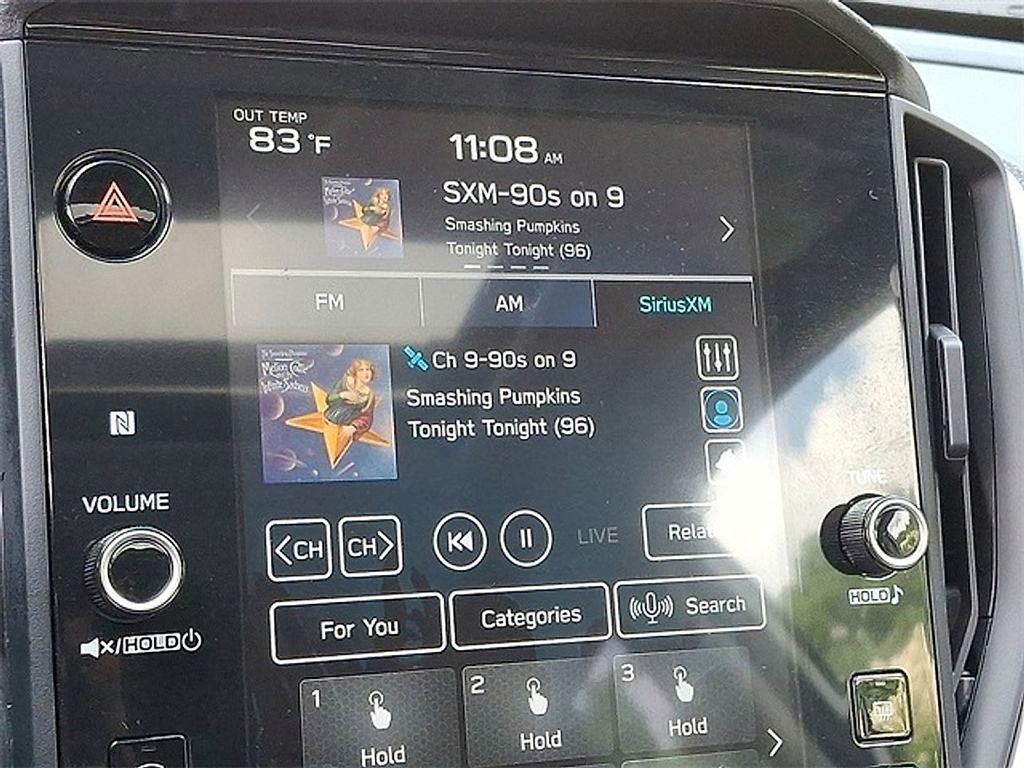 OUT TEMP
83 °F
11:08 AM
SXM-90s on 9
Smashing Pumpkins
Tonight Tonight (96)
FM
AM
SiriusXM
Ch 9-90s on 9
Smashing Pumpkins
Tonight Tonight (96)
VOLUME
TUNE
CH
CH
LIVE
Relat
HOLD
For You
Categories
Search
HOLD
1
2
3
Hold
Hold
Hold